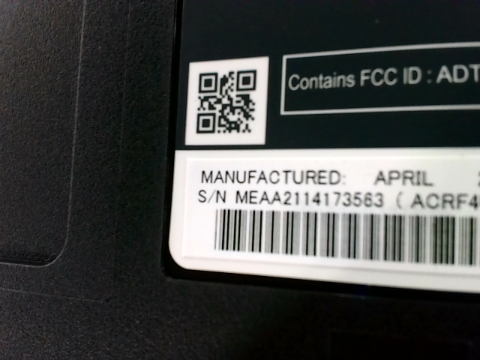 Contains FCC ID : ADT
MANUFACTURED: APRIL
S/N MEAA2114173563 ( ACRF4